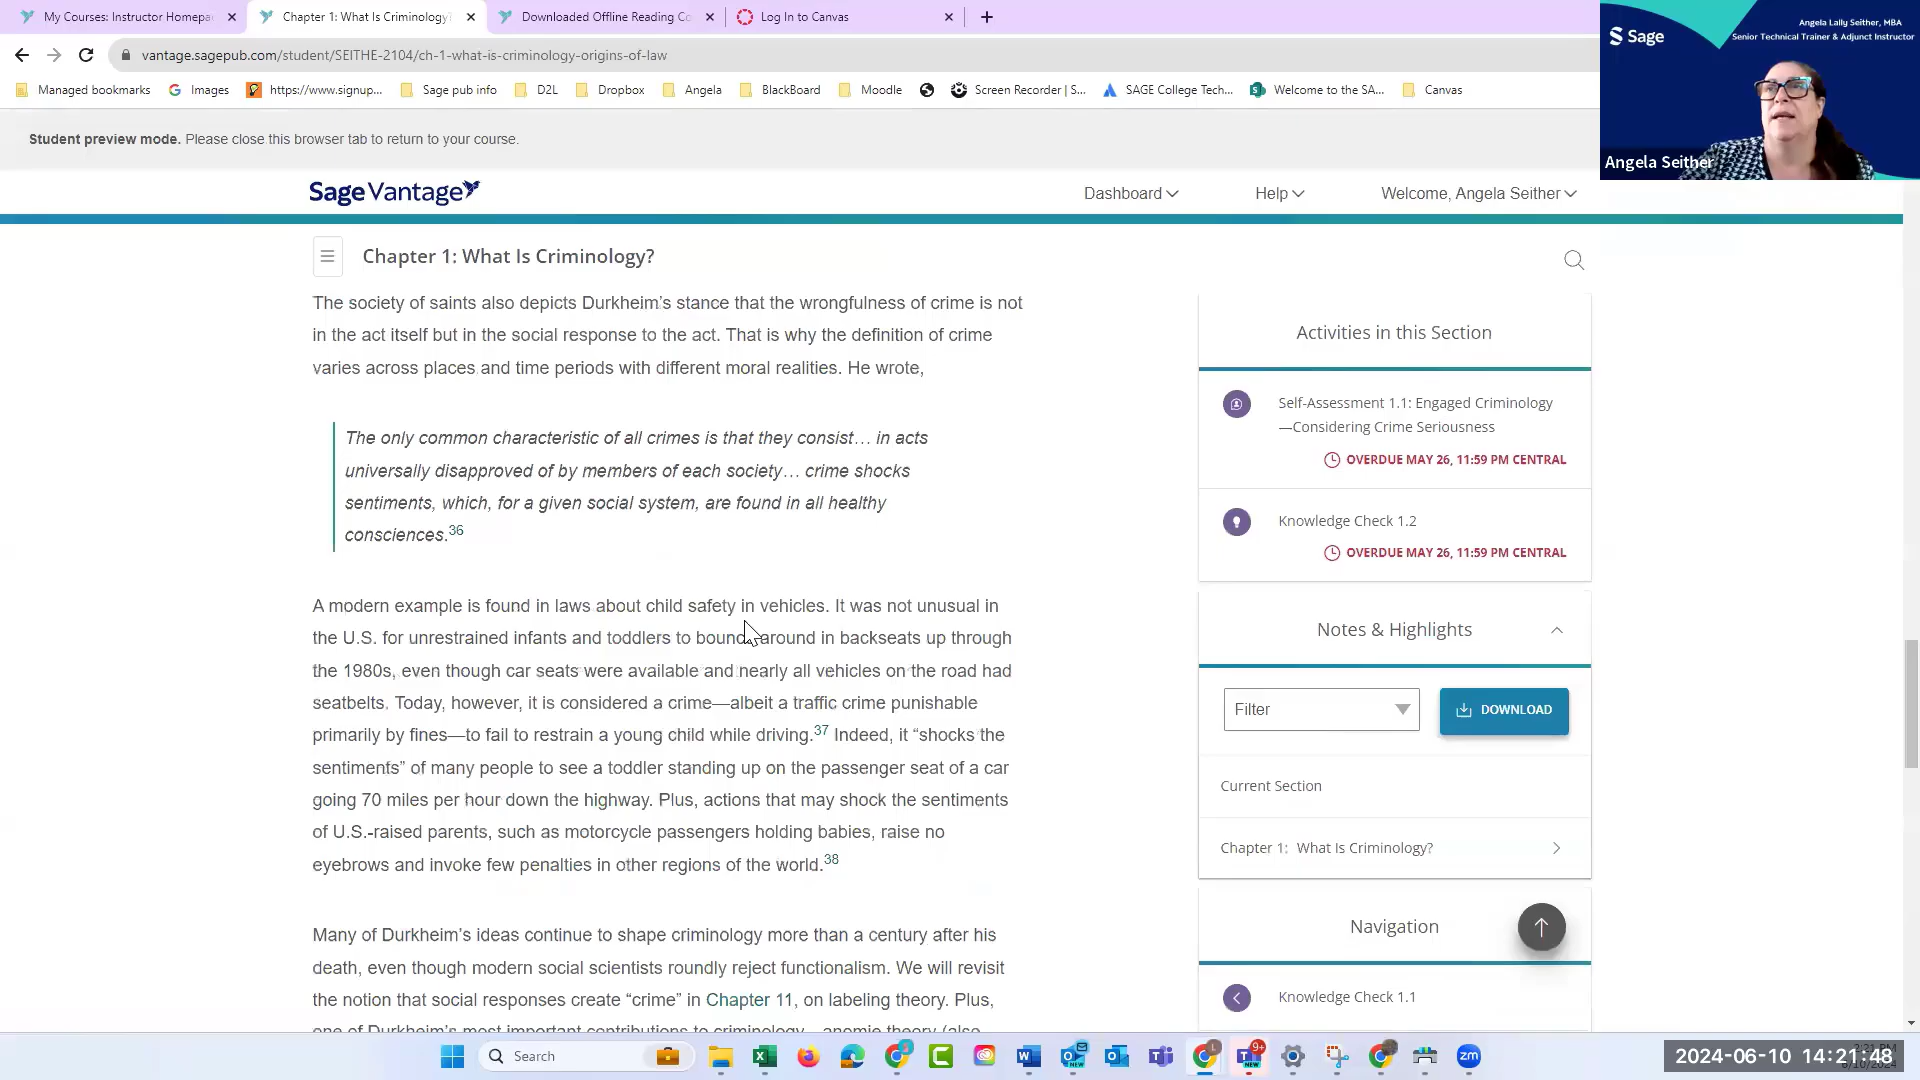 My Courses: Instructor Homepa
Chapter 1: What Is Criminology?
Downloaded Offline Reading Co
Log In to Canvas
vantage.sagepub.com/student/SEITHE-2104/ch-1-what-is-criminology-origins-of-law
Managed bookmarks
Images
https://www.signup...
Sage pub info
D2L
Dropbox
Angela
BlackBoard
Moodle
Screen Recorder | S...
SAGE College Tech...
Welcome to the SA...
Canvas
Sage
Angela Lally Seither, MBA
Senior Technical Trainer & Adjunct Instructor
Angela Seither
Student preview mode. Please close this browser tab to return to your course.
Sage Vantage
Dashboard
Help
Welcome, Angela Seither
Chapter 1: What Is Criminology?
The society of saints also depicts Durkheim's stance that the wrongfulness of crime is not
in the act itself but in the social response to the act. That is why the definition of crime
varies across places and time periods with different moral realities. He wrote,
The only common characteristic of all crimes is that they consist… in acts
universally disapproved of by members of each society… crime shocks
sentiments, which, for a given social system, are found in all healthy
consciences.36
A modern example is found in laws about child safety in vehicles. It was not unusual in
the U.S. for unrestrained infants and toddlers to bounce around in backseats up through
the 1980s, even though car seats were available and nearly all vehicles on the road had
seatbelts. Today, however, it is considered a crime—albeit a traffic crime punishable
primarily by fines—to fail to restrain a young child while driving.37 Indeed, it “shocks the
sentiments” of many people to see a toddler standing up on the passenger seat of a car
going 70 miles per hour down the highway. Plus, actions that may shock the sentiments
of U.S.-raised parents, such as motorcycle passengers holding babies, raise no
eyebrows and invoke few penalties in other regions of the world.38
Many of Durkheim's ideas continue to shape criminology more than a century after his
death, even though modern social scientists roundly reject functionalism. We will revisit
the notion that social responses create “crime” in Chapter 11, on labeling theory. Plus,
one of Durkheim's most important contributions to criminology—anomie theory (also
Activities in this Section
Self-Assessment 1.1: Engaged Criminology
—Considering Crime Seriousness
OVERDUE MAY 26, 11:59 PM CENTRAL
Knowledge Check 1.2
OVERDUE MAY 26, 11:59 PM CENTRAL
Notes & Highlights
Filter
DOWNLOAD
Current Section
Chapter 1: What Is Criminology?
Navigation
Knowledge Check 1.1
Search
9+
zm
2024-06-10 14:21:48